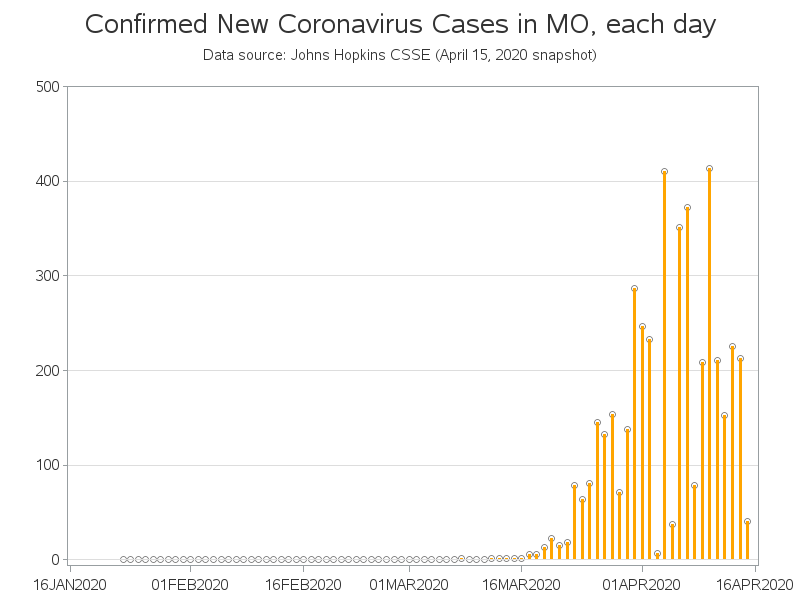 Confirmed New Coronavirus Cases in MO, each day
Data source: Johns Hopkins CSSE (April 15, 2020 snapshot)
500
400
300
200
100
0
16JAN2020 01FEB2020 16FEB2020 01MAR2020 16MAR2020 01APR2020 16APR2020